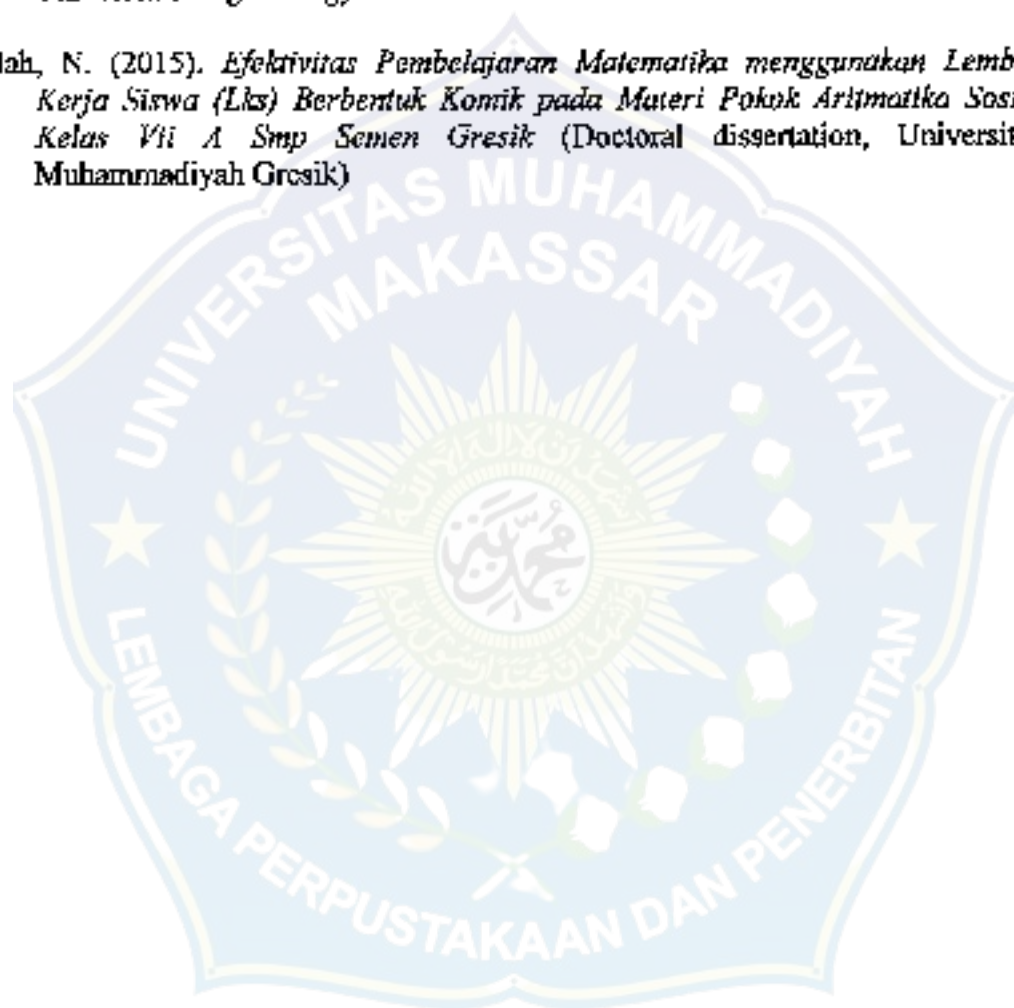 lah, N. (2015). Efektivitas Pembelajaran Matematika menggunakan Lemb
Kerja Siswa (Lks) Berbentuk Komik pada Materi Pokok Aritmatika Sosi
Kelas Vii A Smp Semen Gresik (Doctoral dissertation, Universit
Muhammadiyah Gresik)
UNIVERSITAS MUHAMMADIYAH
MAKASSAR
محمدية
LEMBAGA PERPUSTAKAAN DAN PENERBITAN